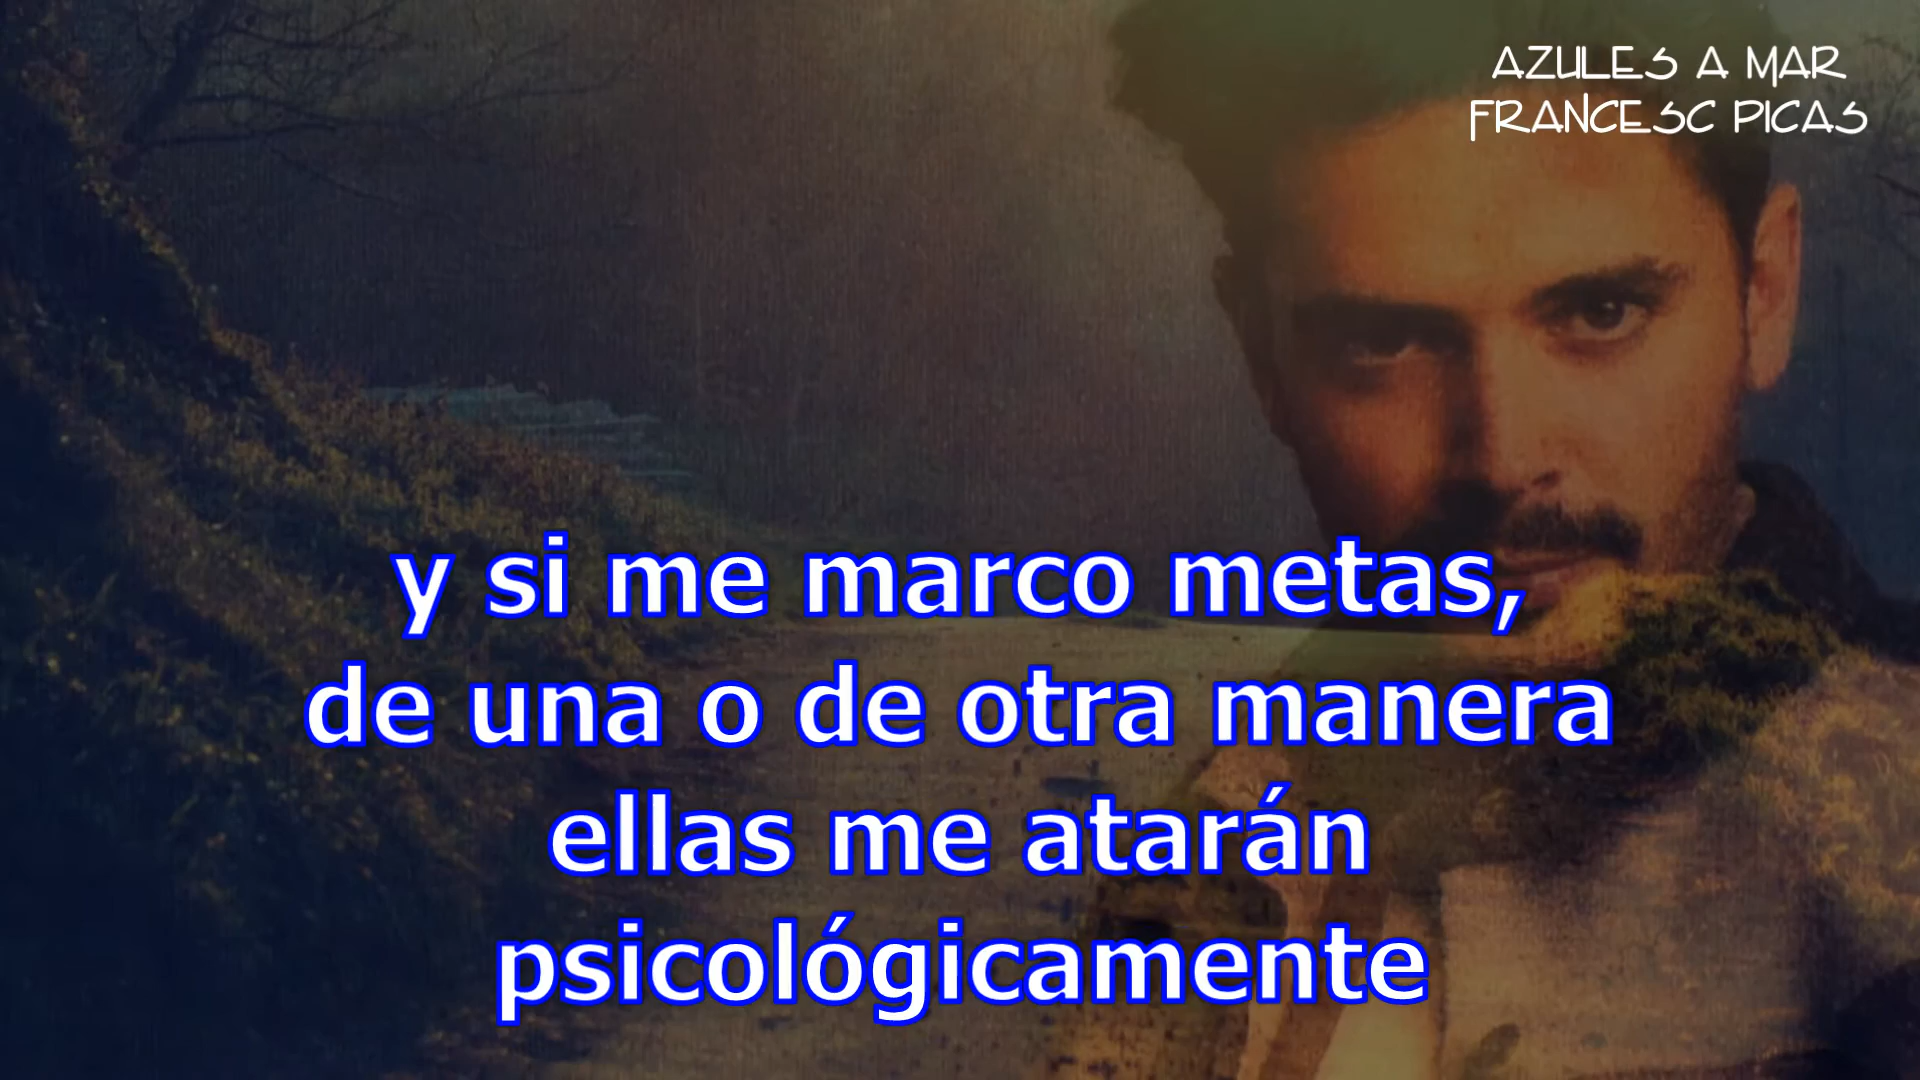 AZULES A MAR
FRANCESC PICAS
y si me marco metas,
de una o de otra manera
ellas me atarán
psicológicamente